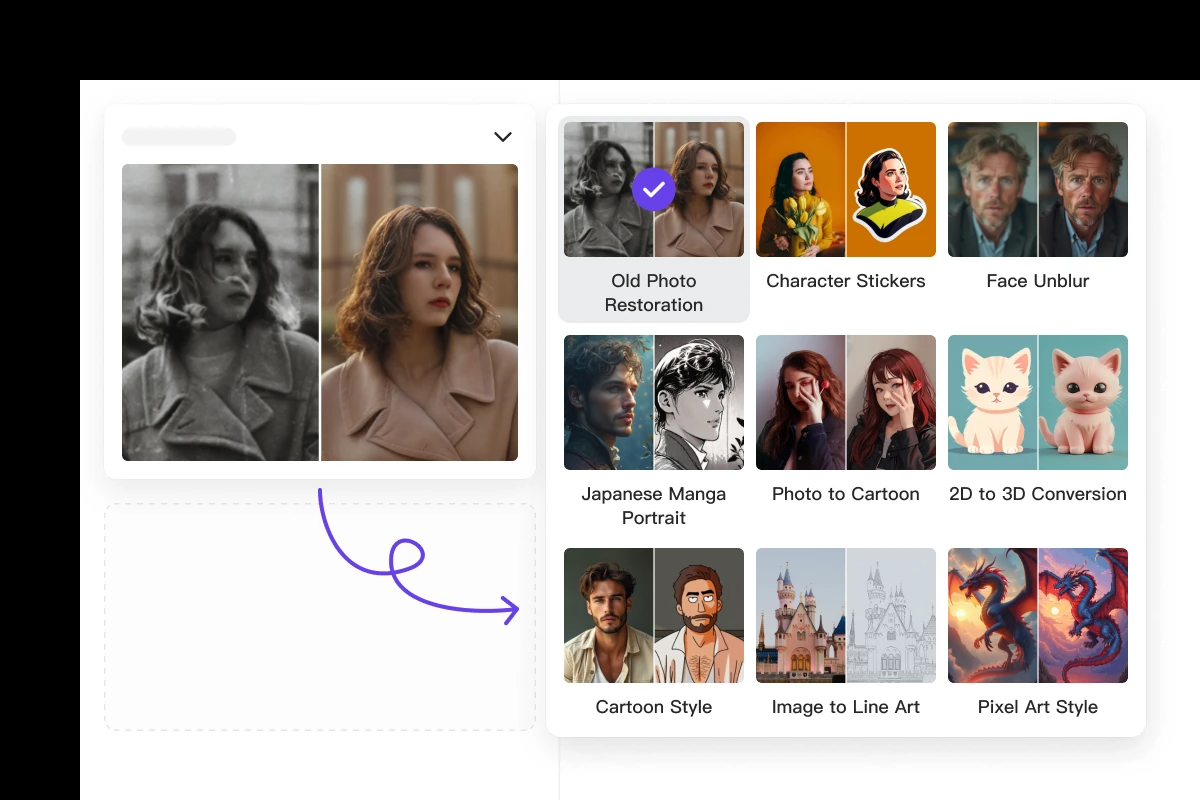 Old Photo
Restoration
Character Stickers
Face Unblur
Japanese Manga
Portrait
Photo to Cartoon
2D to 3D Conversion
Cartoon Style
Image to Line Art
Pixel Art Style